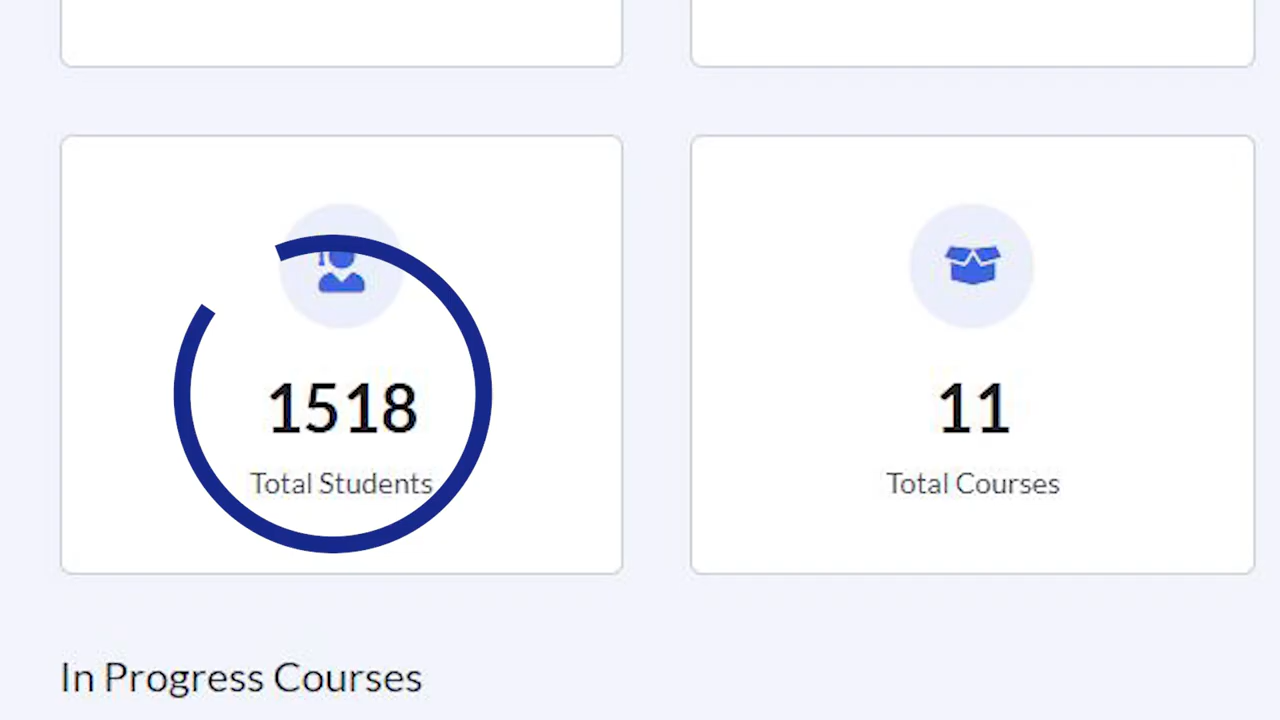 1518
Total Students
11
Total Courses
In Progress Courses